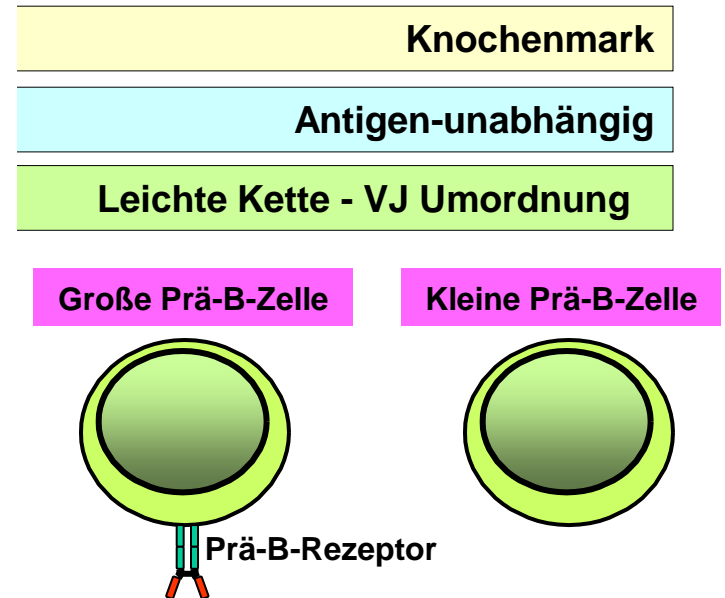 Knochenmark
Antigen-unabhängig
Leichte Kette - VJ Umordnung
Große Prä-B-Zelle
Kleine Prä-B-Zelle
Prä-B-Rezeptor